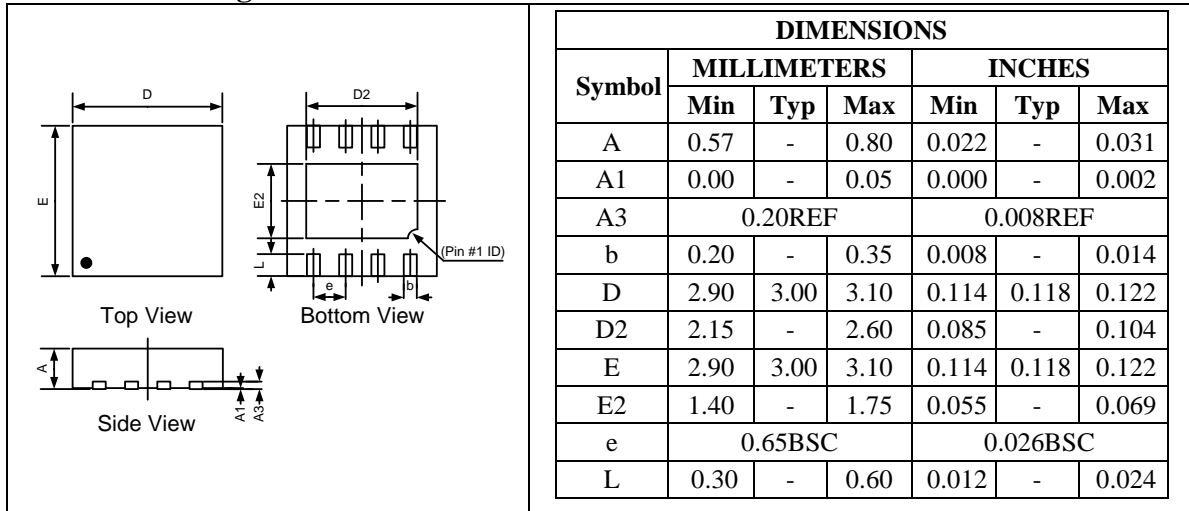 D
E
Top View
D2
E2
L
e
b
(Pin #1 ID)
Bottom View
A
A1
A3
Side View
DIMENSIONS
Symbol MILLIMETERS INCHES
Min Typ Max Min Typ Max
A 0.57 - 0.80 0.022 - 0.031
A1 0.00 - 0.05 0.000 - 0.002
A3 0.20REF 0.008REF
b 0.20 - 0.35 0.008 - 0.014
D 2.90 3.00 3.10 0.114 0.118 0.122
D2 2.15 - 2.60 0.085 - 0.104
E 2.90 3.00 3.10 0.114 0.118 0.122
E2 1.40 - 1.75 0.055 - 0.069
e 0.65BSC 0.026BSC
L 0.30 - 0.60 0.012 - 0.024